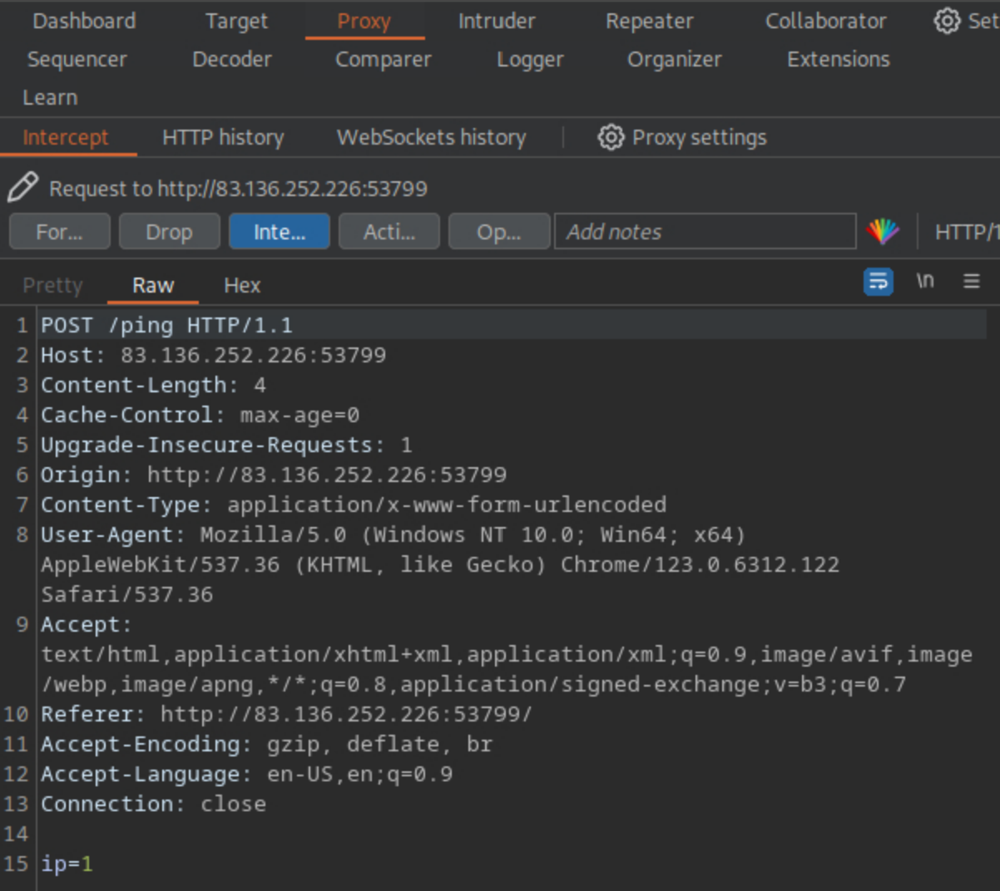 Dashboard Target Proxy Intruder Repeater Collaborator Set
Sequencer Decoder Comparer Logger Organizer Extensions
Learn
Intercept HTTP history WebSockets history Proxy settings
Request to http://83.136.252.226:53799
For... Drop Inte... Acti... Op... Add notes HTTP/1
Pretty Raw Hex \n
1 POST /ping HTTP/1.1
2 Host: 83.136.252.226:53799
3 Content-Length: 4
4 Cache-Control: max-age=0
5 Upgrade-Insecure-Requests: 1
6 Origin: http://83.136.252.226:53799
7 Content-Type: application/x-www-form-urlencoded
8 User-Agent: Mozilla/5.0 (Windows NT 10.0; Win64; x64)
AppleWebKit/537.36 (KHTML, like Gecko) Chrome/123.0.6312.122
Safari/537.36
9 Accept:
text/html,application/xhtml+xml,application/xml;q=0.9,image/avif,image
/webp,image/apng,*/*;q=0.8,application/signed-exchange;v=b3;q=0.7
10 Referer: http://83.136.252.226:53799/
11 Accept-Encoding: gzip, deflate, br
12 Accept-Language: en-US,en;q=0.9
13 Connection: close
14
15 ip=1